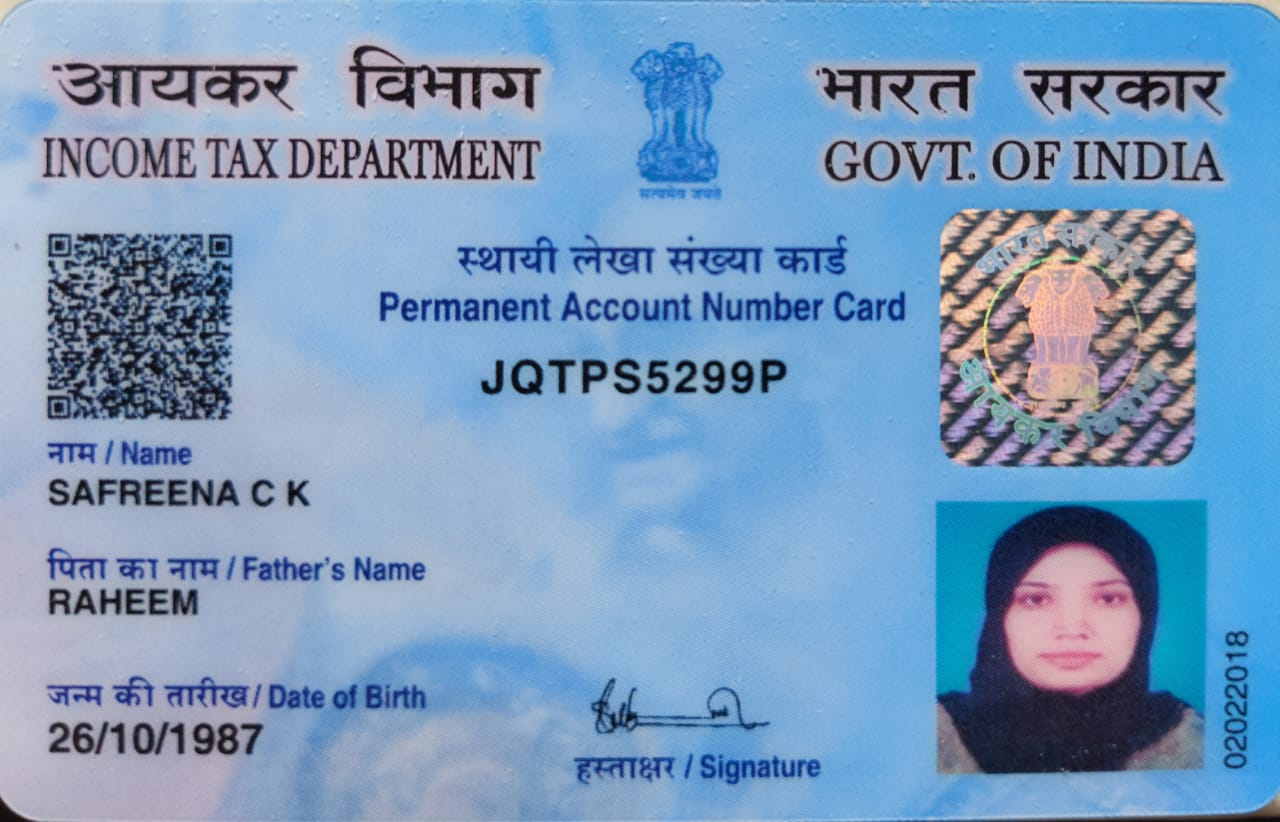 आयकर विभाग
INCOME TAX DEPARTMENT
सत्यमेव जयते
भारत सरकार
GOVT. OF INDIA
स्थायी लेखा संख्या कार्ड
Permanent Account Number Card
JQTPS5299P
भारत सरकार
आयकर विभाग
नाम / Name
SAFREENA C K
पिता का नाम / Father's Name
RAHEEM
जन्म की तारीख / Date of Birth
26/10/1987
हस्ताक्षर / Signature
02022018